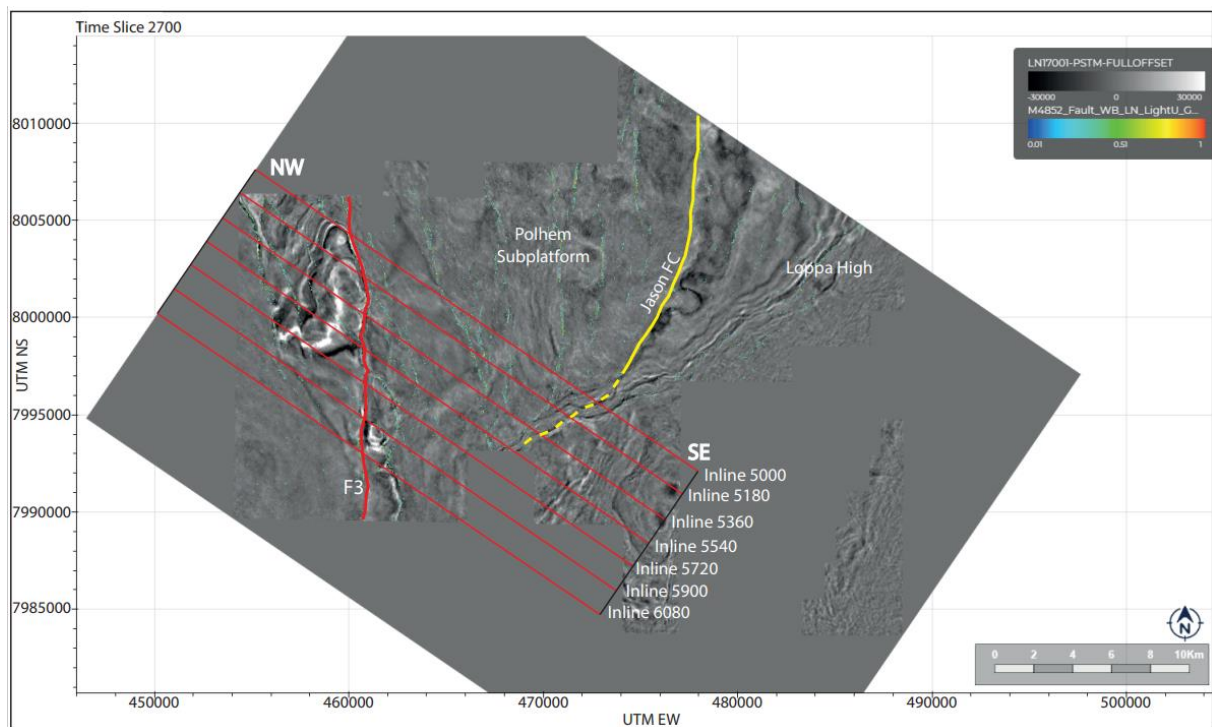 Time Slice 2700
LN17001-PSTM-FULLOFFSET
-30000 0 30000
M4852_Fault_WB_LN_LightU_G...
0.01 0.51 1
8010000
8005000
8000000
7995000
7990000
7985000
UTM NS
NW
Polhem
Subplatform
Jason FC
Loppa High
SE
F3
Inline 5000
Inline 5180
Inline 5360
Inline 5540
Inline 5720
Inline 5900
Inline 6080
N
0 2 4 6 8 10Km
450000 460000 470000 480000 490000 500000
UTM EW